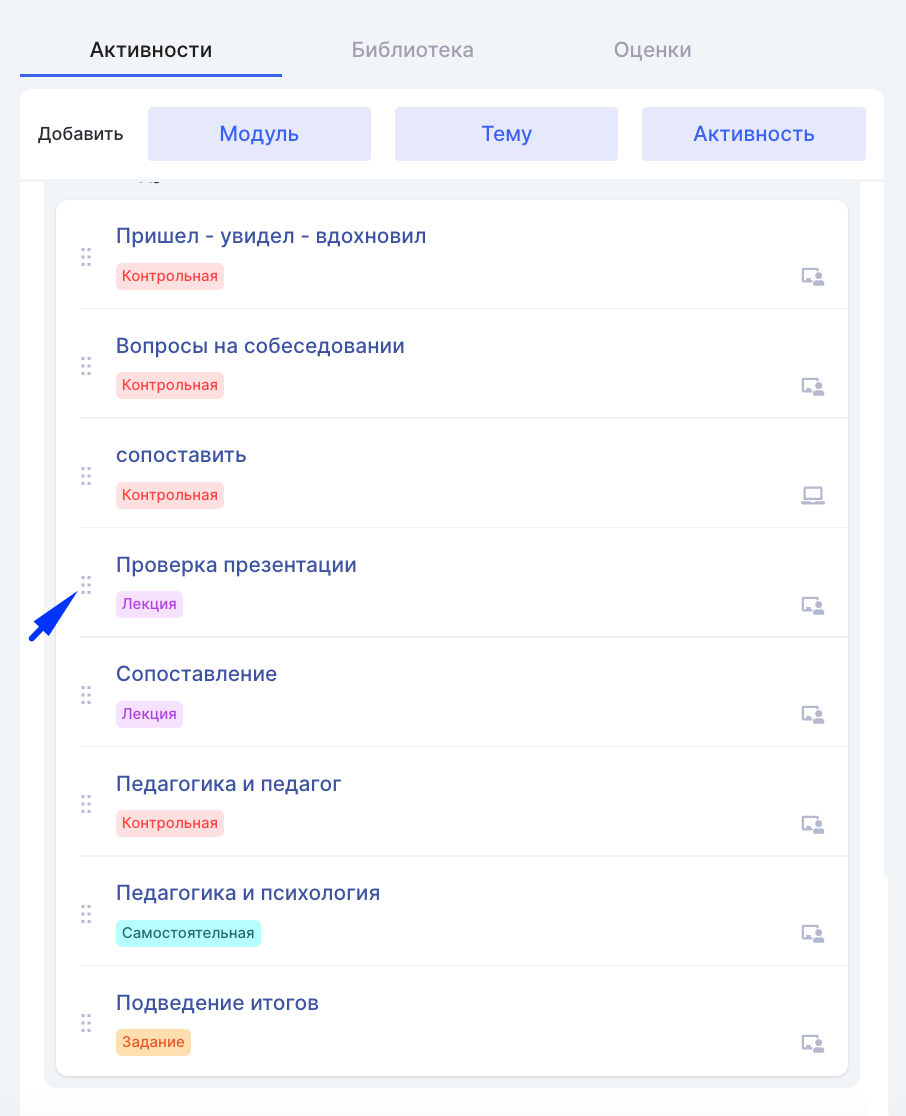 Активности Библиотека Оценки
Добавить Модуль Тему Активность
Пришел - увидел - вдохновил
Контрольная
Вопросы на собеседовании
Контрольная
сопоставить
Контрольная
Проверка презентации
Лекция
Сопоставление
Лекция
Педагогика и педагог
Контрольная
Педагогика и психология
Самостоятельная
Подведение итогов
Задание